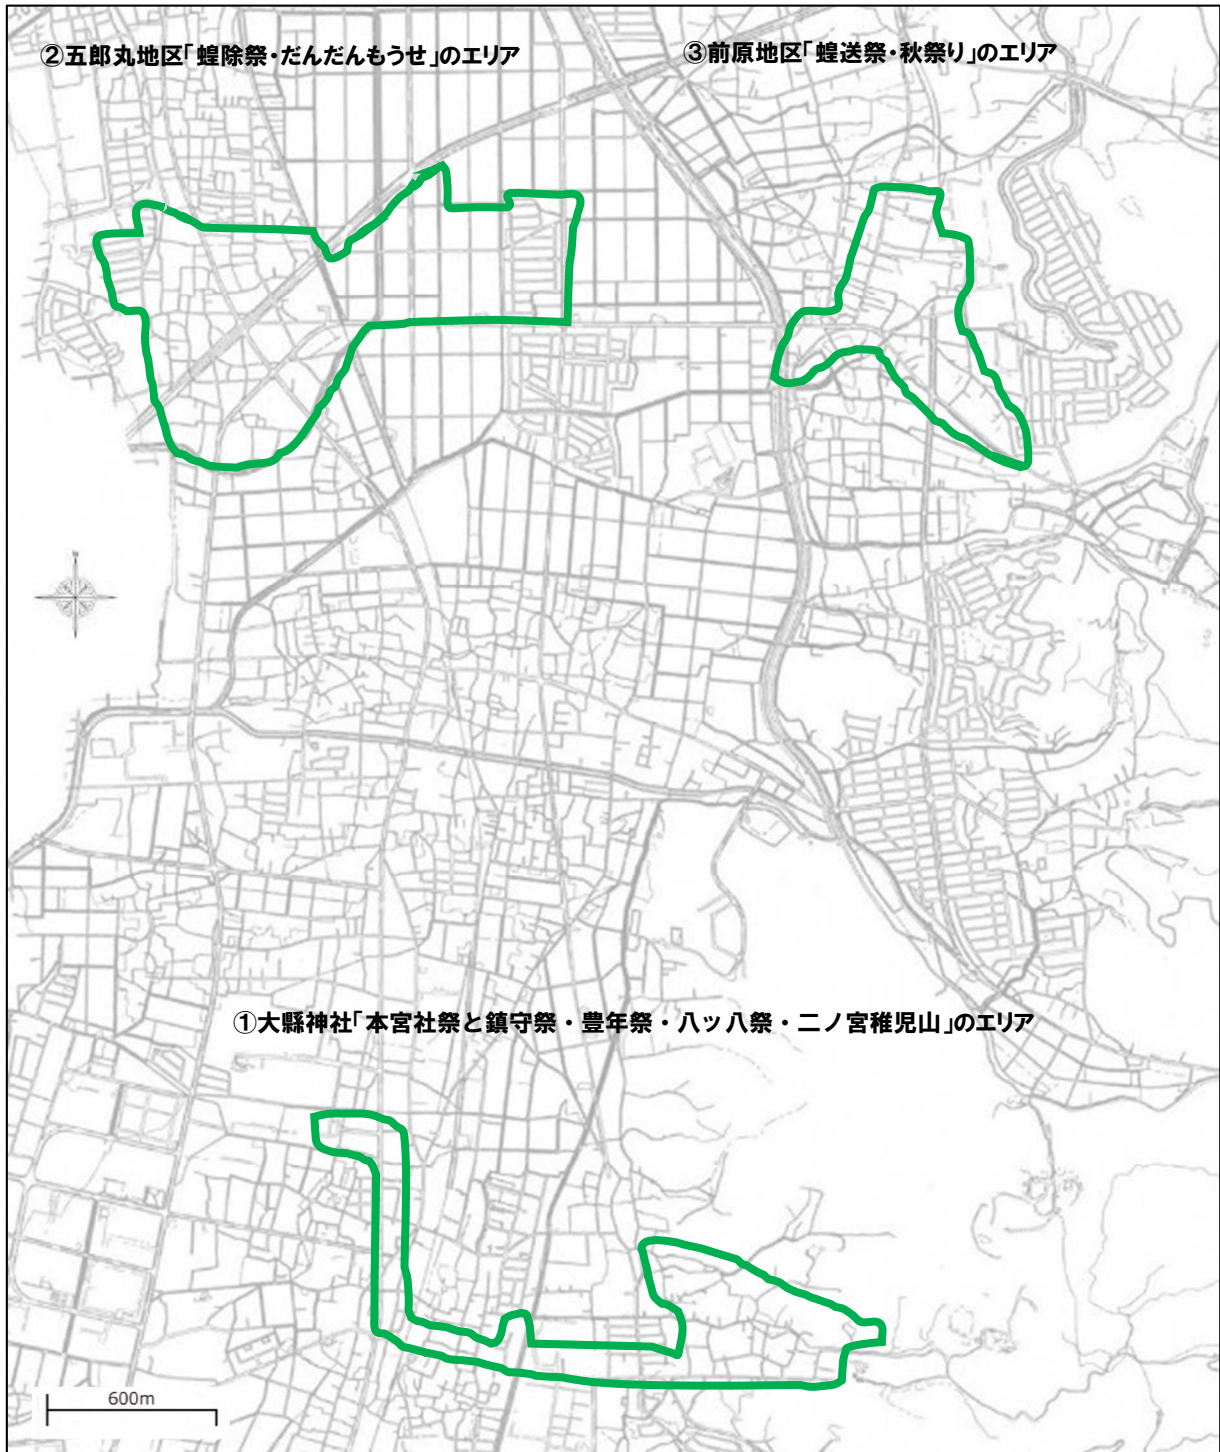 ②五郎丸地区「蝗除祭・だんだんもうせ」のエリア
③前原地区「蝗送祭・秋祭り」のエリア
N
①大縣神社「本宮社祭と鎮守祭・豊年祭・八ッ八祭・二ノ宮稚児山」のエリア
600m